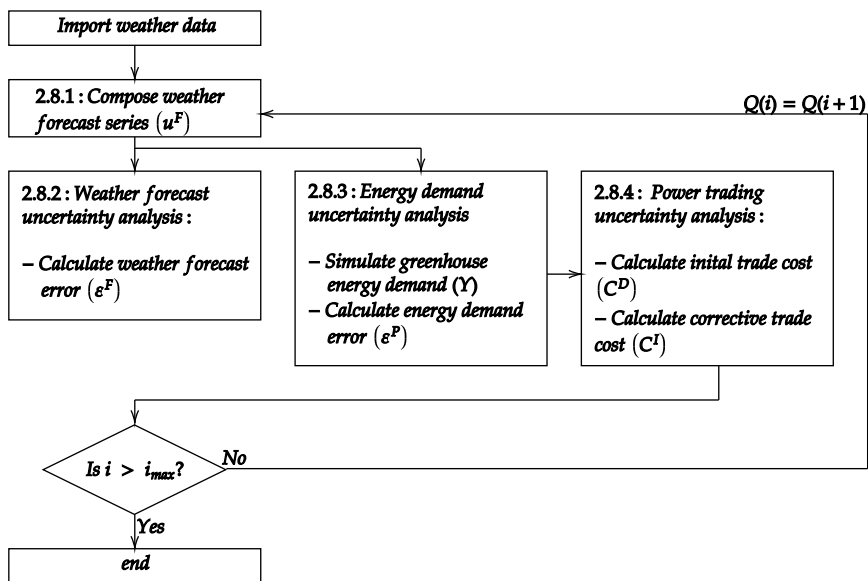 Import weather data
2.8.1 : Compose weather
forecast series (u^F)
Q(i) = Q(i + 1)
2.8.2 : Weather forecast
uncertainty analysis :
– Calculate weather forecast
error (ε^F)
2.8.3 : Energy demand
uncertainty analysis
– Simulate greenhouse
energy demand (Y)
– Calculate energy demand
error (ε^P)
2.8.4 : Power trading
uncertainty analysis :
– Calculate inital trade cost
(C^D)
– Calculate corrective trade
cost (C^I)
Is i > i_max?
No
Yes
end